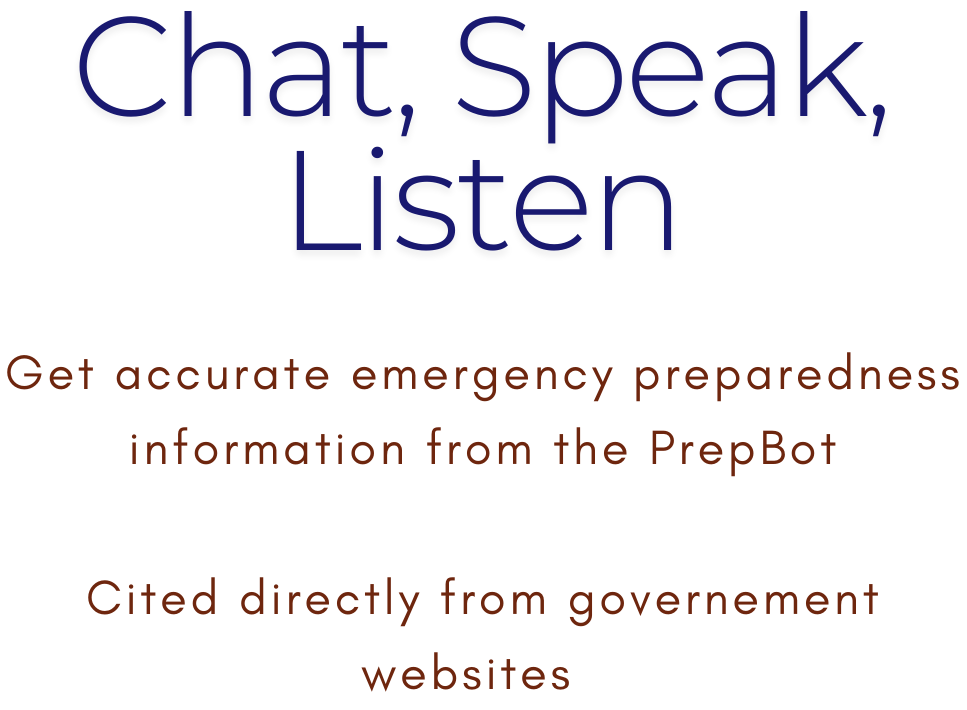 Chat, Speak,
Listen
Get accurate emergency preparedness
information from the PrepBot
Cited directly from governement
websites